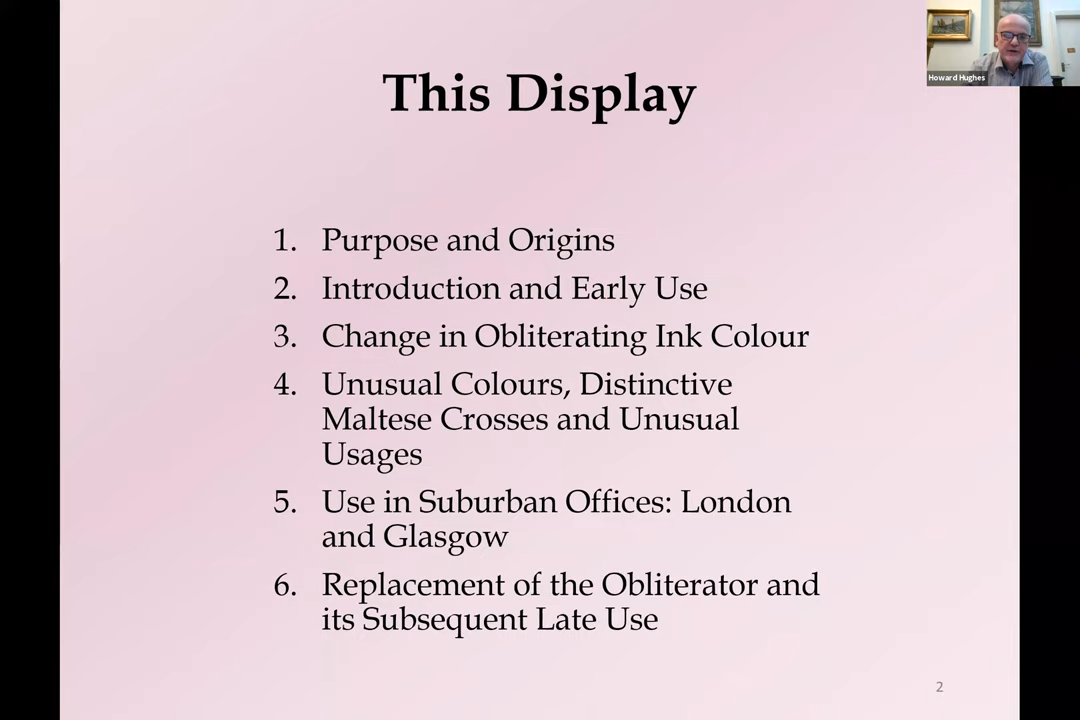 This Display
Howard Hughes
1. Purpose and Origins
2. Introduction and Early Use
3. Change in Obliterating Ink Colour
4. Unusual Colours, Distinctive
Maltese Crosses and Unusual
Usages
5. Use in Suburban Offices: London
and Glasgow
6. Replacement of the Obliterator and
its Subsequent Late Use
2